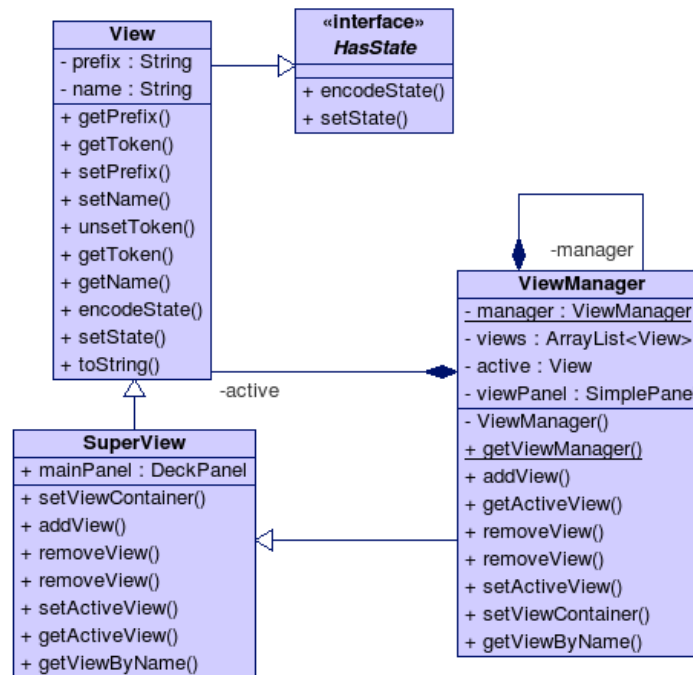 View
- prefix : String
- name : String
+ getPrefix()
+ getToken()
+ setPrefix()
+ setName()
+ unsetToken()
+ getToken()
+ getName()
+ encodeState()
+ setState()
+ toString()
«interface»
HasState
+ encodeState()
+ setState()
-manager
ViewManager
- manager : ViewManager
- views : ArrayList<View>
- active : View
- viewPanel : SimplePane
- ViewManager()
+ getViewManager()
+ addView()
+ getActiveView()
+ removeView()
+ removeView()
+ setActiveView()
+ setViewContainer()
+ getViewByName()
-active
SuperView
+ mainPanel : DeckPanel
+ setViewContainer()
+ addView()
+ removeView()
+ removeView()
+ setActiveView()
+ getActiveView()
+ getViewByName()